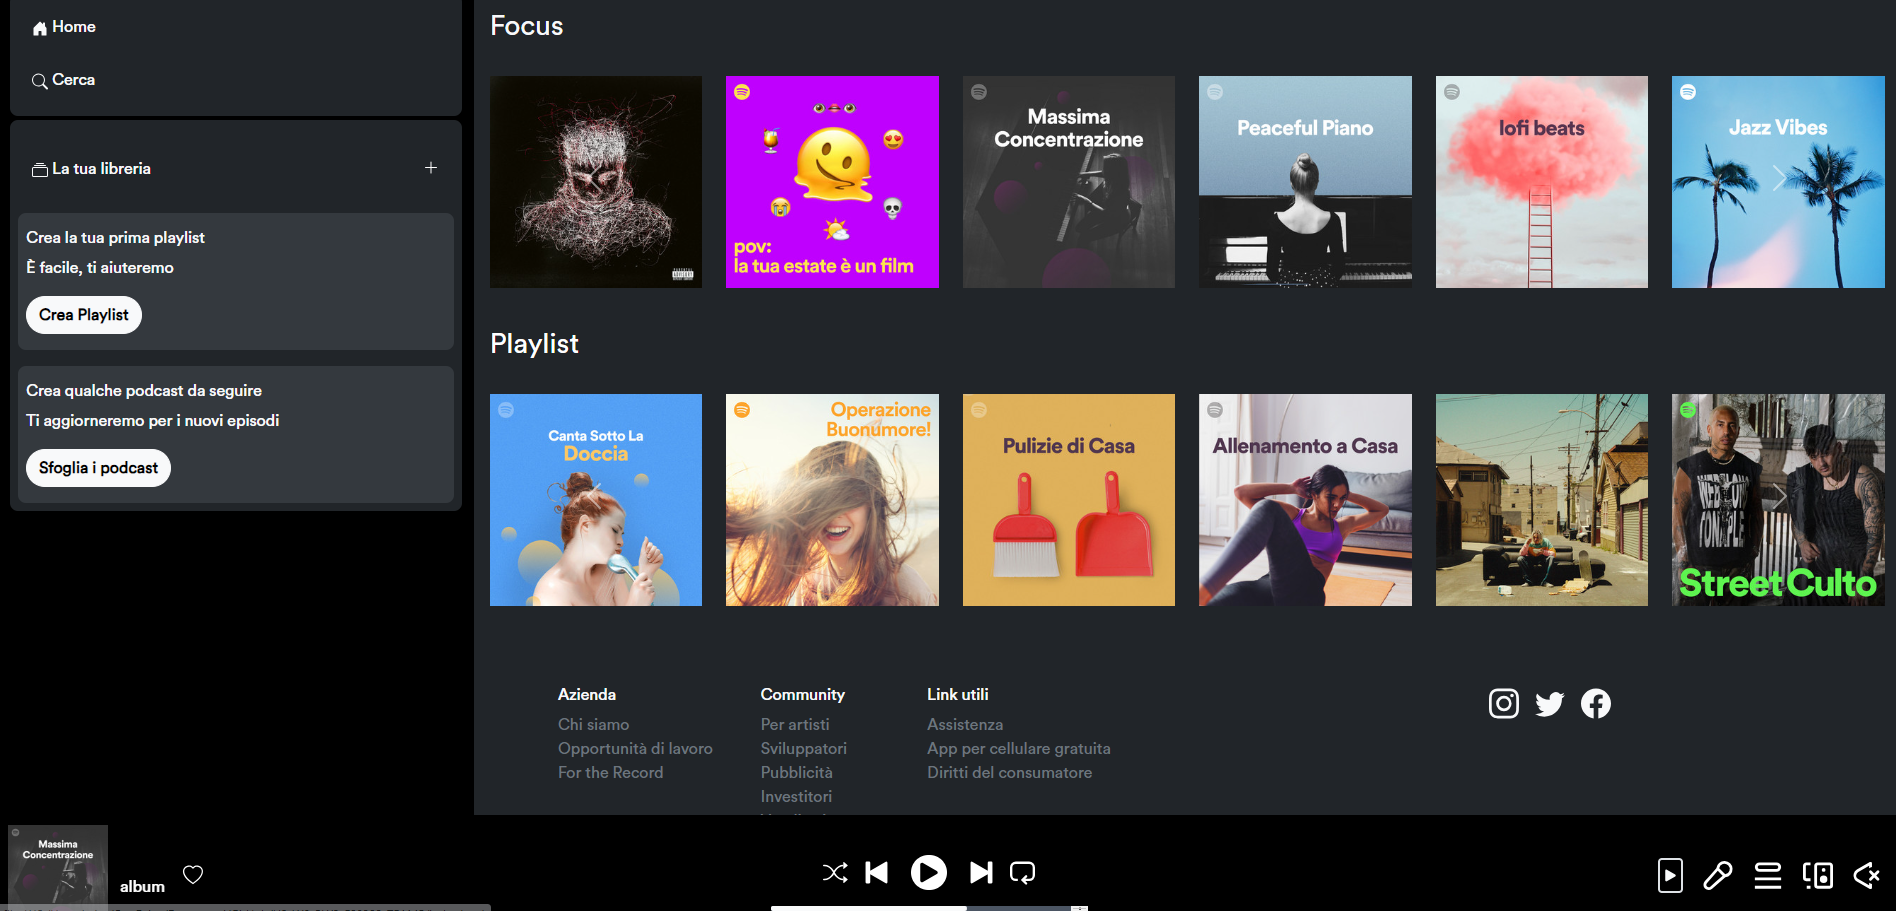 Home
Cerca
La tua libreria
Crea la tua prima playlist
È facile, ti aiuteremo
Crea Playlist
Crea qualche podcast da seguire
Ti aggiorneremo per i nuovi episodi
Sfoglia i podcast
Focus
pov:
la tua estate è un film
Massima
Concentrazione
Peaceful Piano
lofi beats
Jazz Vibes
Playlist
Canta Sotto La
Doccia
Operazione
Buonumore!
Pulizie di Casa
Allenamento a Casa
Street Culto
Azienda
Chi siamo
Opportunità di lavoro
For the Record
Community
Per artisti
Sviluppatori
Pubblicità
Investitori
Link utili
Assistenza
App per cellulare gratuita
Diritti del consumatore
Massima
Concentrazione
album